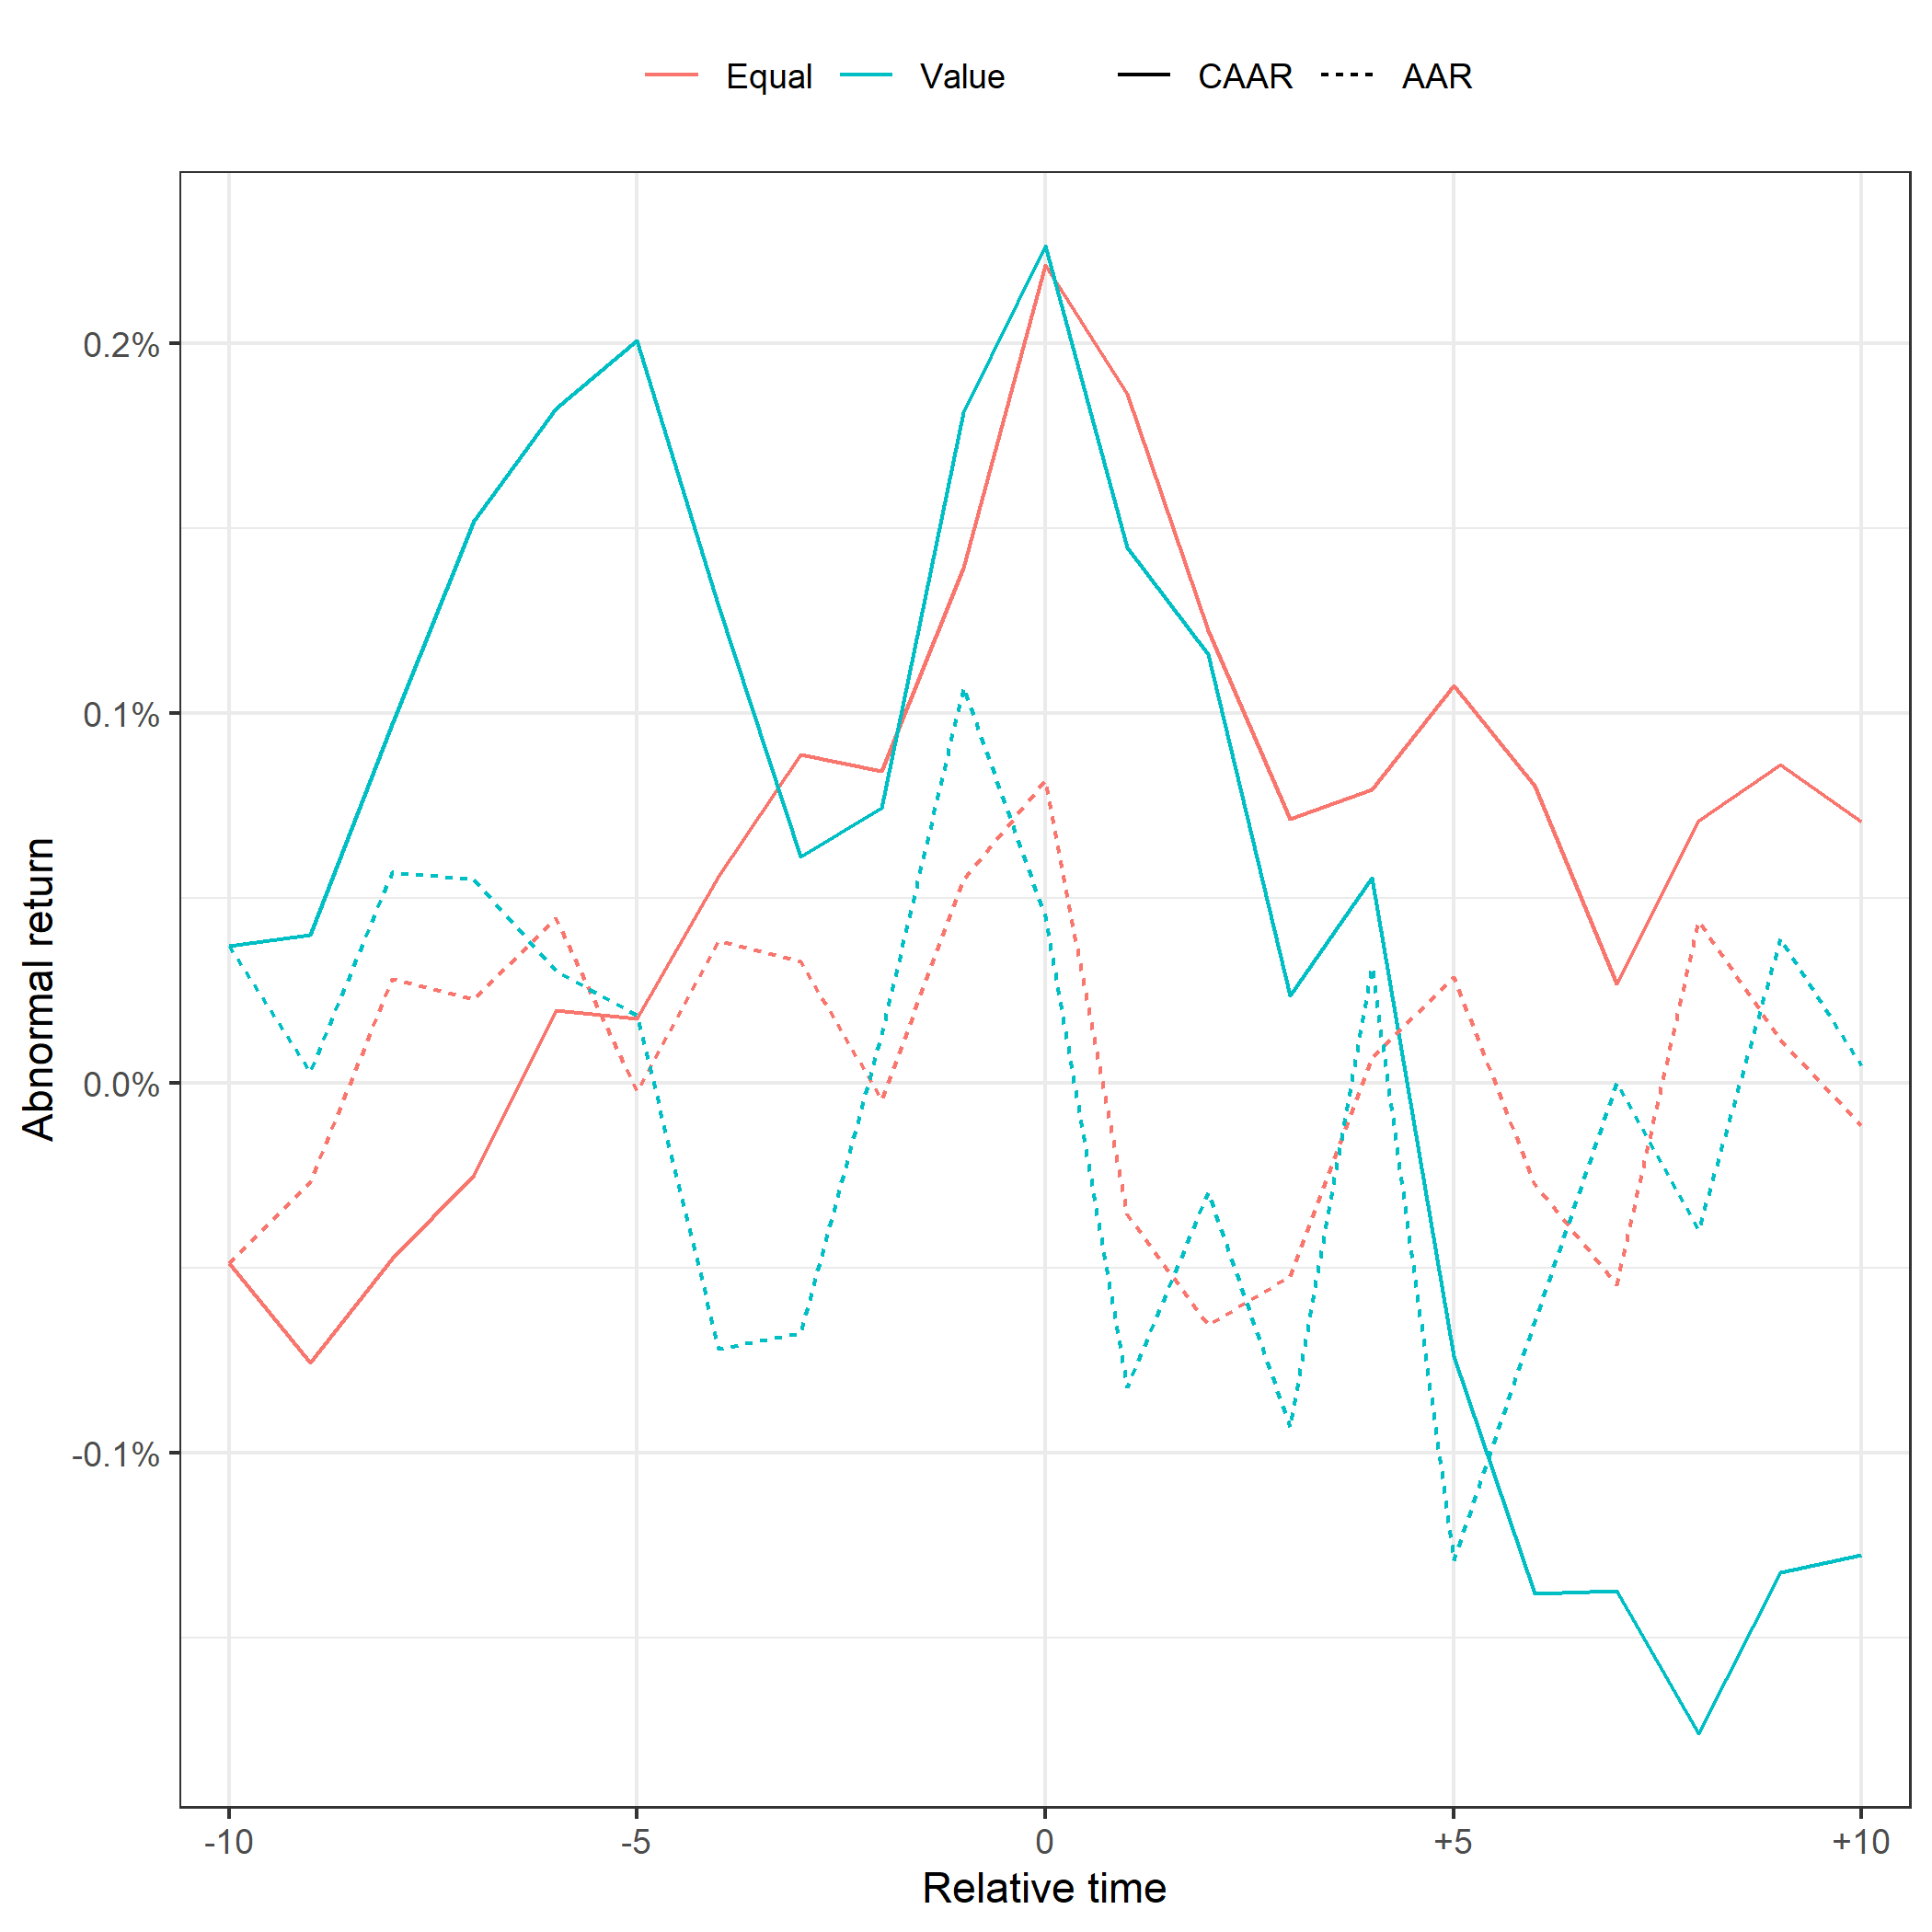 Equal Value CAAR AAR
Abnormal return
0.2%
0.1%
0.0%
-0.1%
-10 -5 0 +5 +10
Relative time